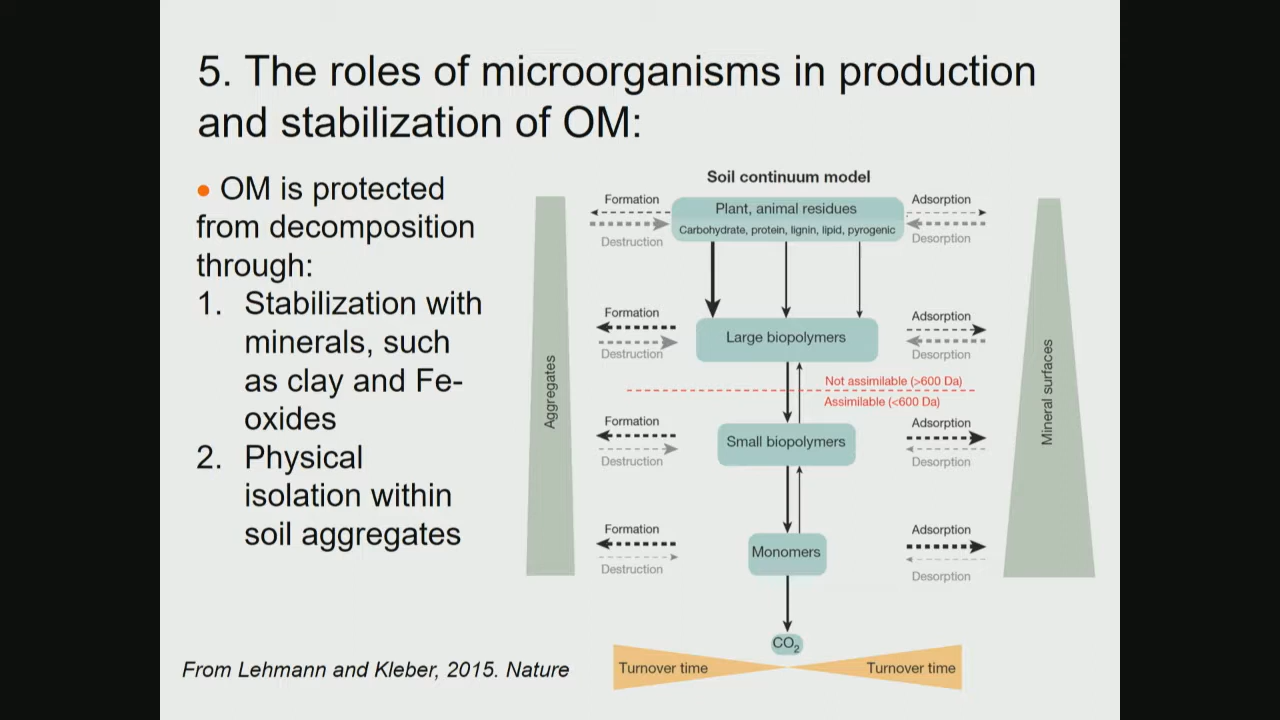 5. The roles of microorganisms in production
and stabilization of OM:
• OM is protected
from decomposition
through:
1. Stabilization with
minerals, such
as clay and Fe-
oxides
2. Physical
isolation within
soil aggregates
From Lehmann and Kleber, 2015. Nature
Soil continuum model
Formation
Destruction
Plant, animal residues
Carbohydrate, protein, lignin, lipid, pyrogenic
Adsorption
Desorption
Formation
Destruction
Large biopolymers
Adsorption
Desorption
Aggregates
Mineral surfaces
Not assimilable (>600 Da)
Assimilable (<600 Da)
Formation
Destruction
Small biopolymers
Adsorption
Desorption
Formation
Destruction
Monomers
Adsorption
Desorption
CO₂
Turnover time
Turnover time